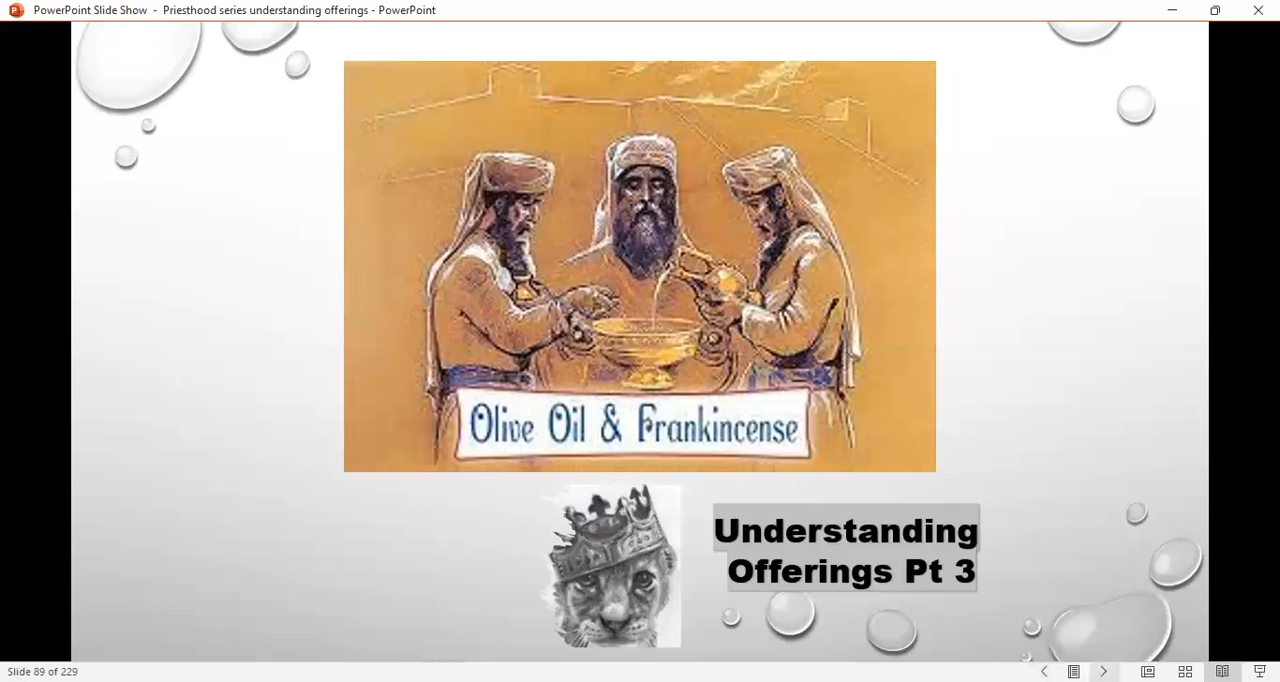 PowerPoint Slide Show - Priesthood series understanding offerings - PowerPoint
Olive Oil & Frankincense
Understanding
Offerings Pt 3
Slide 89 of 229